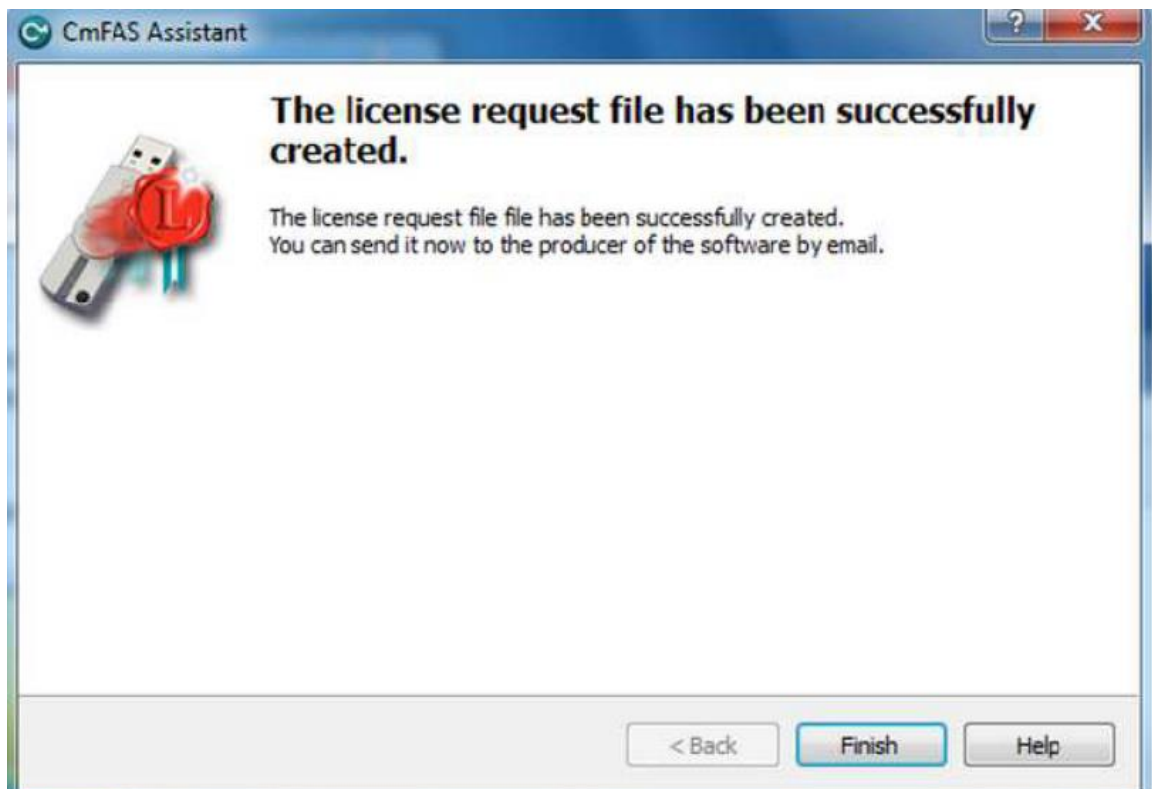 CmFAS Assistant
?
X
The license request file has been successfully
created.
The license request file file has been successfully created.
You can send it now to the producer of the software by email.
L
< Back
Finish
Help